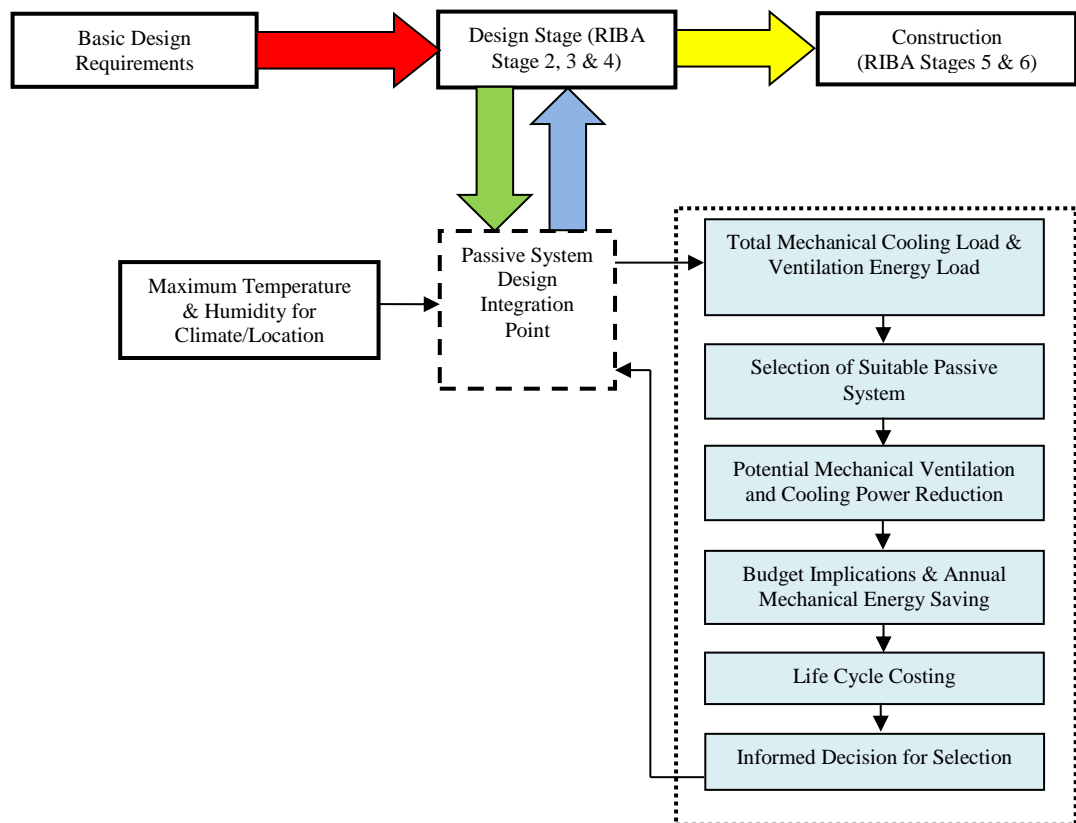 Basic Design
Requirements
Design Stage (RIBA
Stage 2, 3 & 4)
Construction
(RIBA Stages 5 & 6)
Maximum Temperature
& Humidity for
Climate/Location
Passive System
Design
Integration
Point
Total Mechanical Cooling Load &
Ventilation Energy Load
Selection of Suitable Passive
System
Potential Mechanical Ventilation
and Cooling Power Reduction
Budget Implications & Annual
Mechanical Energy Saving
Life Cycle Costing
Informed Decision for Selection